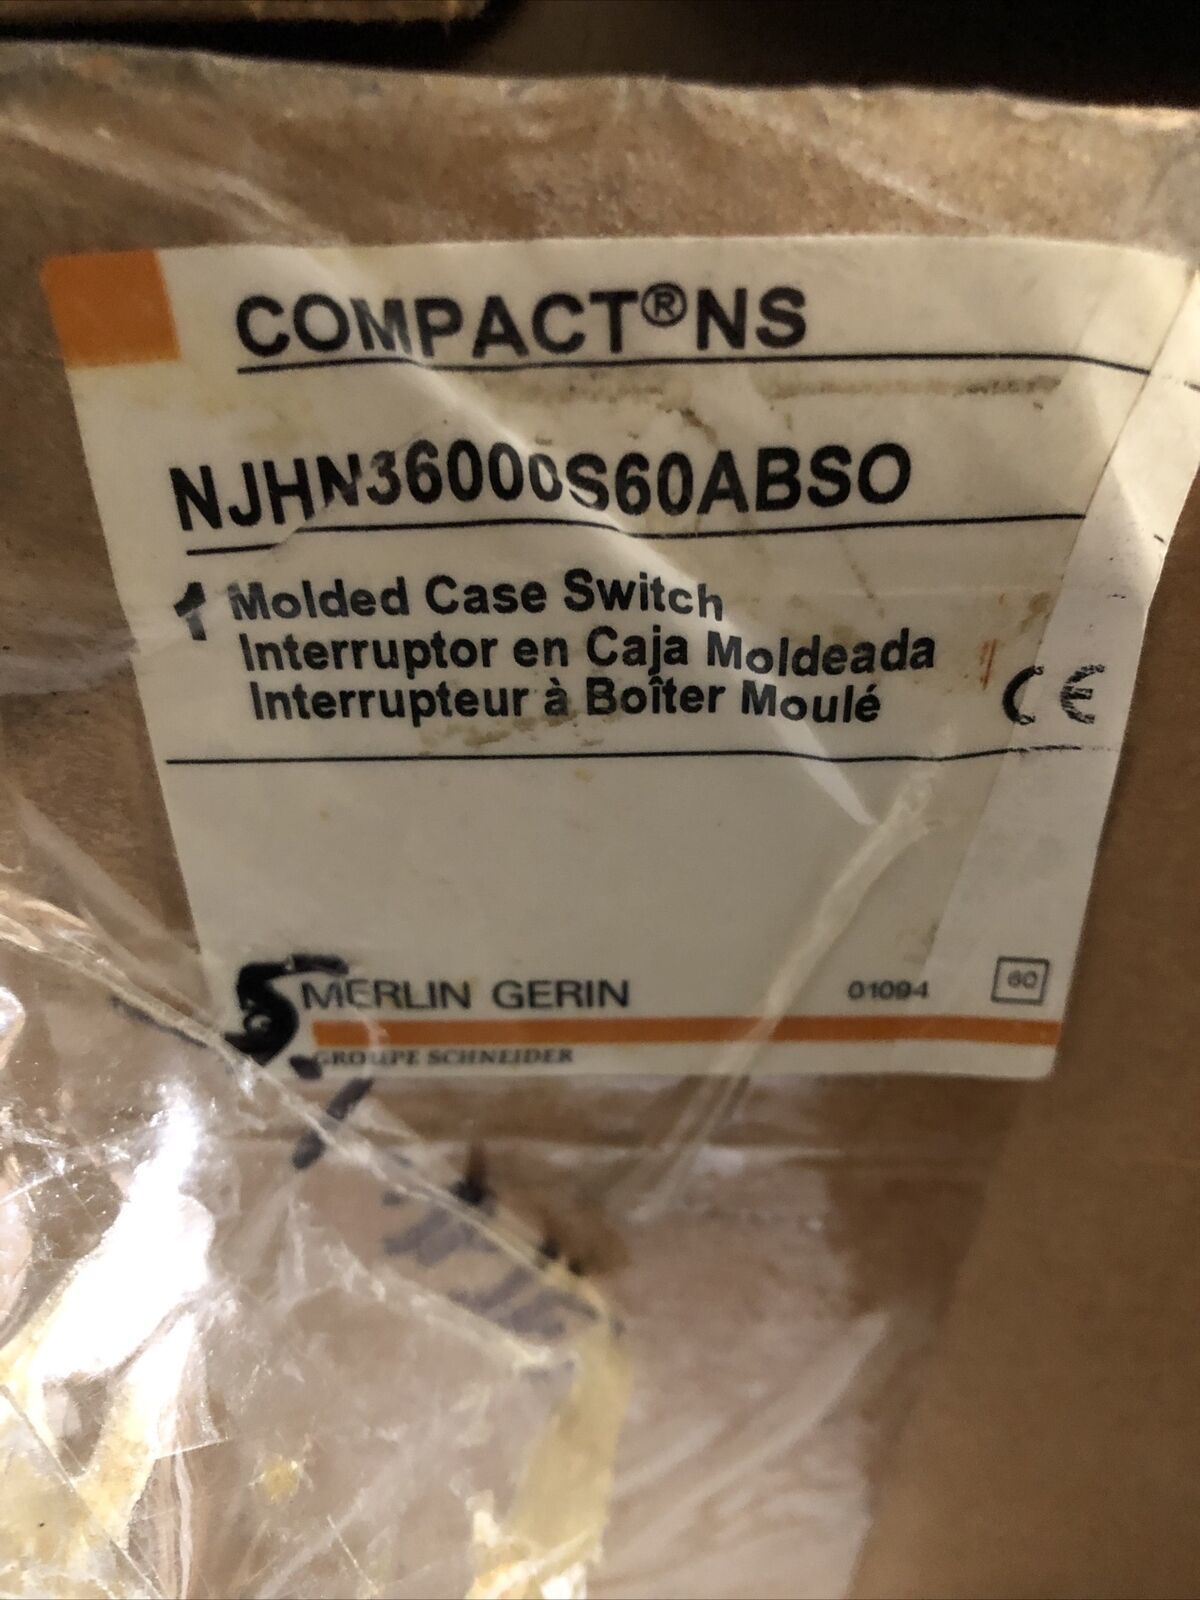 COMPACT®NS
NJHN36000S60ABSO
1 Molded Case Switch
Interruptor en Caja Moldeada
Interrupteur à Boîter Moulé
CE
5 MERLIN GERIN 01094 60
GROUPE SCHNEIDER